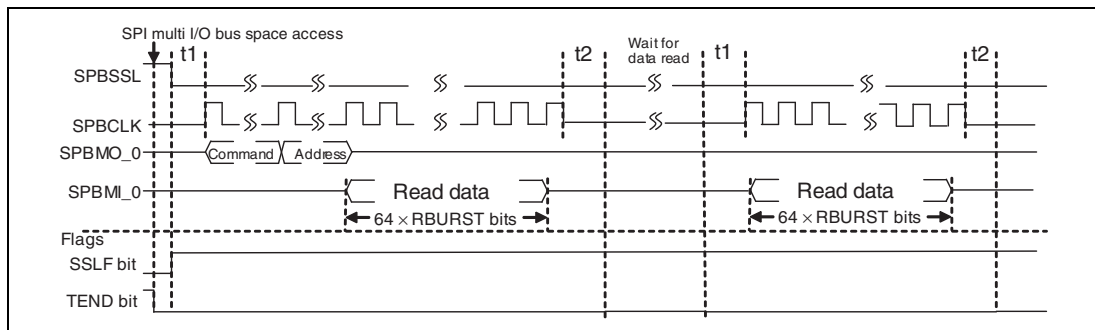 SPI multi I/O bus space access
t1 t2 Wait for data read t1 t2
SPBSSL
SPBCLK
SPBMO_0 Command Address
SPBMI_0 Read data Read data
64 × RBURST bits 64 × RBURST bits
Flags
SSLF bit
TEND bit